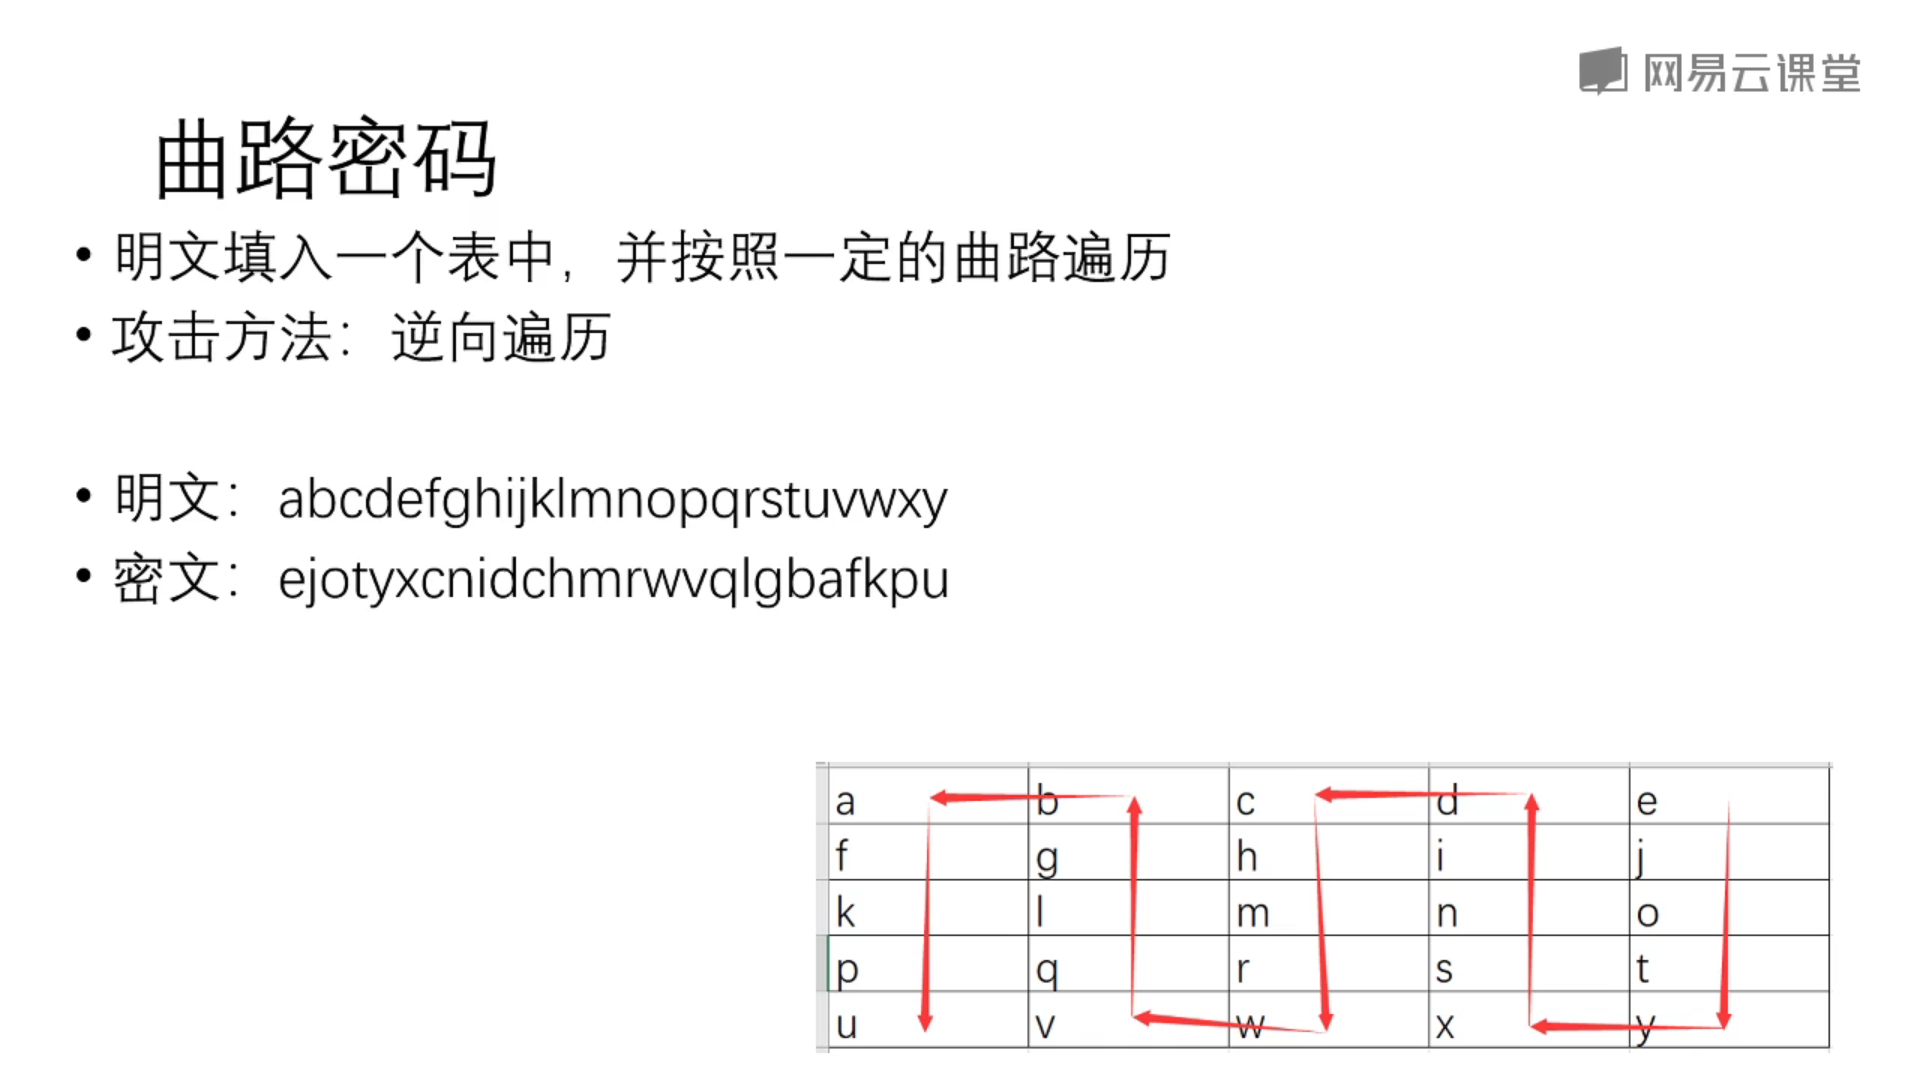 网易云课堂
曲路密码
• 明文填入一个表中，并按照一定的曲路遍历
• 攻击方法：逆向遍历
• 明文：abcdefghijklmnopqrstuvwxy
• 密文：ejotyxcnidchmrwvqlgbafkpu
a b c d e
f g h i j
k l m n o
p q r s t
u v w x y